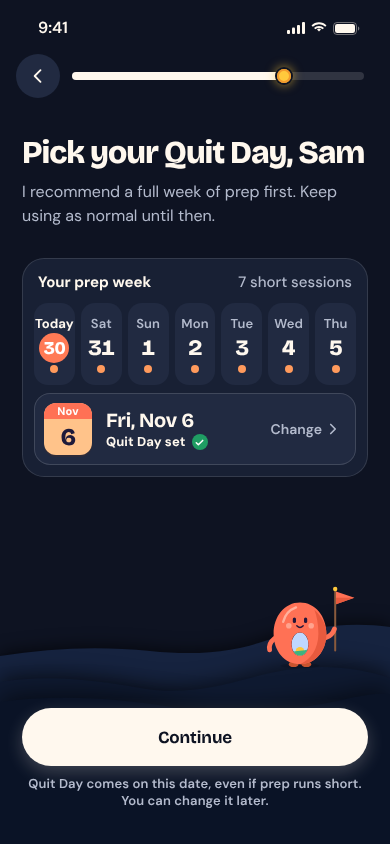 9:41
Pick your Quit Day, Sam
I recommend a full week of prep first. Keep
using as normal until then.
Your prep week
7 short sessions
Today Sat Sun Mon Tue Wed Thu
30 31 1 2 3 4 5
Nov
6
Fri, Nov 6
Quit Day set
Change
Continue
Quit Day comes on this date, even if prep runs short.
You can change it later.